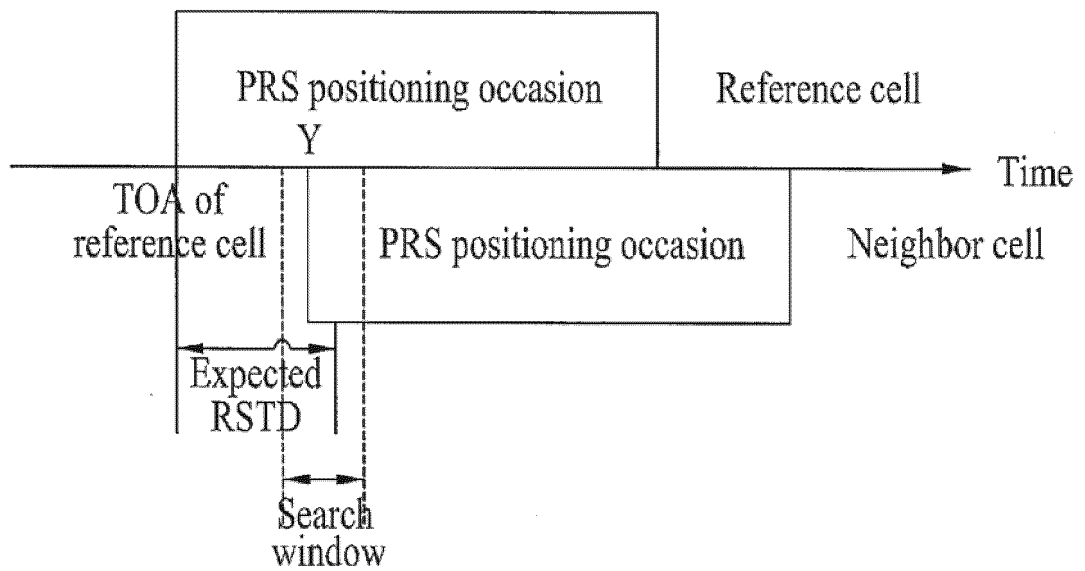 PRS positioning occasion
Reference cell
Y
Time
TOA of
reference cell
PRS positioning occasion
Neighbor cell
Expected
RSTD
Search
window